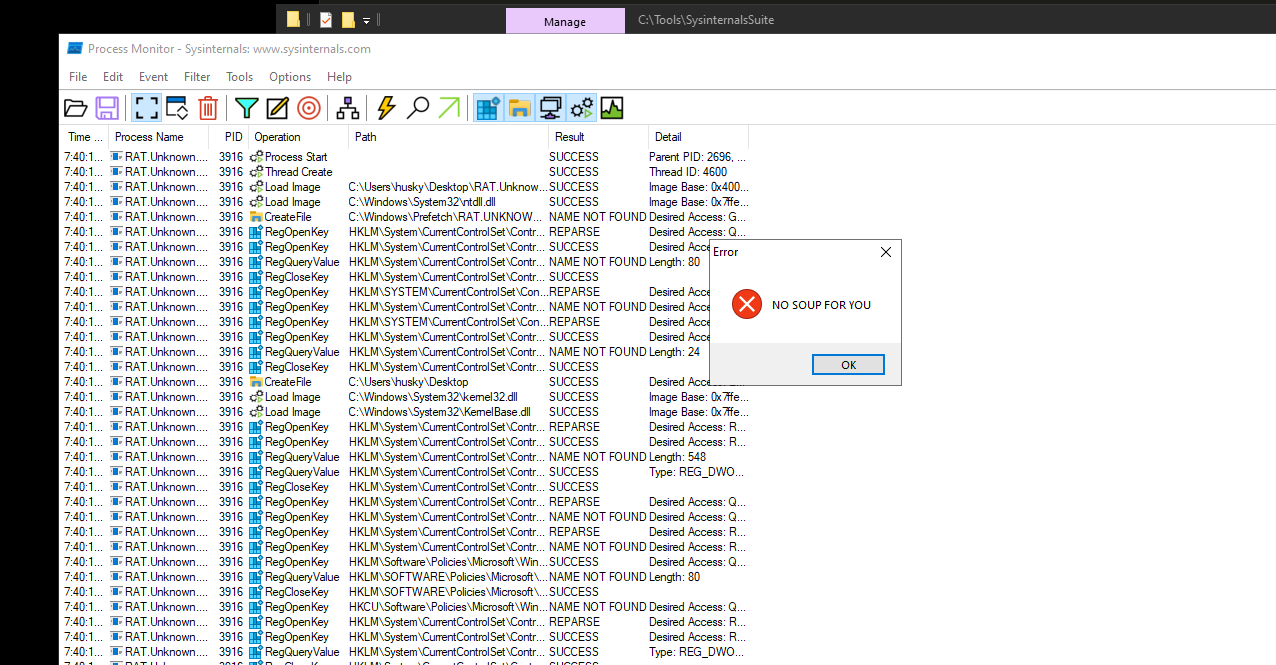 Manage C:\Tools\SysinternalsSuite
Process Monitor - Sysinternals: www.sysinternals.com
File Edit Event Filter Tools Options Help
Time ... Process Name PID Operation Path Result Detail
7:40:1... RAT.Unknown.... 3916 Process Start SUCCESS Parent PID: 2696, ...
7:40:1... RAT.Unknown.... 3916 Thread Create SUCCESS Thread ID: 4600
7:40:1... RAT.Unknown.... 3916 Load Image C:\Users\husky\Desktop\RAT.Unknow... SUCCESS Image Base: 0x400...
7:40:1... RAT.Unknown.... 3916 Load Image C:\Windows\System32\ntdll.dll SUCCESS Image Base: 0x7ffe...
7:40:1... RAT.Unknown.... 3916 CreateFile C:\Windows\Prefetch\RAT.UNKNOW... NAME NOT FOUND Desired Access: G...
7:40:1... RAT.Unknown.... 3916 RegOpenKey HKLM\System\CurrentControlSet\Contr... REPARSE Desired Access: Q...
7:40:1... RAT.Unknown.... 3916 RegOpenKey HKLM\System\CurrentControlSet\Contr... SUCCESS Desired Acce
7:40:1... RAT.Unknown.... 3916 RegQueryValue HKLM\System\CurrentControlSet\Contr... NAME NOT FOUND Length: 80
7:40:1... RAT.Unknown.... 3916 RegCloseKey HKLM\System\CurrentControlSet\Contr... SUCCESS
7:40:1... RAT.Unknown.... 3916 RegOpenKey HKLM\SYSTEM\CurrentControlSet\Con... REPARSE Desired Acce
7:40:1... RAT.Unknown.... 3916 RegOpenKey HKLM\System\CurrentControlSet\Contr... NAME NOT FOUND Desired Acce
7:40:1... RAT.Unknown.... 3916 RegOpenKey HKLM\SYSTEM\CurrentControlSet\Con... REPARSE Desired Acce
7:40:1... RAT.Unknown.... 3916 RegOpenKey HKLM\System\CurrentControlSet\Contr... SUCCESS Desired Acce
7:40:1... RAT.Unknown.... 3916 RegQueryValue HKLM\System\CurrentControlSet\Contr... NAME NOT FOUND Length: 24
7:40:1... RAT.Unknown.... 3916 RegCloseKey HKLM\System\CurrentControlSet\Contr... SUCCESS
7:40:1... RAT.Unknown.... 3916 CreateFile C:\Users\husky\Desktop SUCCESS Desired
7:40:1... RAT.Unknown.... 3916 Load Image C:\Windows\System32\kernel32.dll SUCCESS Image Base: 0x7ffe...
7:40:1... RAT.Unknown.... 3916 Load Image C:\Windows\System32\KernelBase.dll SUCCESS Image Base: 0x7ffe...
7:40:1... RAT.Unknown.... 3916 RegOpenKey HKLM\System\CurrentControlSet\Contr... REPARSE Desired Access: R...
7:40:1... RAT.Unknown.... 3916 RegOpenKey HKLM\System\CurrentControlSet\Contr... SUCCESS Desired Access: R...
7:40:1... RAT.Unknown.... 3916 RegQueryValue HKLM\System\CurrentControlSet\Contr... NAME NOT FOUND Length: 548
7:40:1... RAT.Unknown.... 3916 RegQueryValue HKLM\System\CurrentControlSet\Contr... SUCCESS Type: REG_DWO...
7:40:1... RAT.Unknown.... 3916 RegCloseKey HKLM\System\CurrentControlSet\Contr... SUCCESS
7:40:1... RAT.Unknown.... 3916 RegOpenKey HKLM\System\CurrentControlSet\Contr... REPARSE Desired Access: Q...
7:40:1... RAT.Unknown.... 3916 RegOpenKey HKLM\System\CurrentControlSet\Contr... NAME NOT FOUND Desired Access: Q...
7:40:1... RAT.Unknown.... 3916 RegOpenKey HKLM\System\CurrentControlSet\Contr... REPARSE Desired Access: R...
7:40:1... RAT.Unknown.... 3916 RegOpenKey HKLM\System\CurrentControlSet\Contr... NAME NOT FOUND Desired Access: R...
7:40:1... RAT.Unknown.... 3916 RegOpenKey HKLM\Software\Policies\Microsoft\Win... SUCCESS Desired Access: Q...
7:40:1... RAT.Unknown.... 3916 RegQueryValue HKLM\SOFTWARE\Policies\Microsoft\... NAME NOT FOUND Length: 80
7:40:1... RAT.Unknown.... 3916 RegCloseKey HKLM\SOFTWARE\Policies\Microsoft\... SUCCESS
7:40:1... RAT.Unknown.... 3916 RegOpenKey HKCU\Software\Policies\Microsoft\Win... NAME NOT FOUND Desired Access: Q...
7:40:1... RAT.Unknown.... 3916 RegOpenKey HKLM\System\CurrentControlSet\Contr... REPARSE Desired Access: R...
7:40:1... RAT.Unknown.... 3916 RegOpenKey HKLM\System\CurrentControlSet\Contr... SUCCESS Desired Access: R...
7:40:1... RAT.Unknown.... 3916 RegQueryValue HKLM\System\CurrentControlSet\Contr... SUCCESS Type: REG_DWO...
Error
NO SOUP FOR YOU
OK